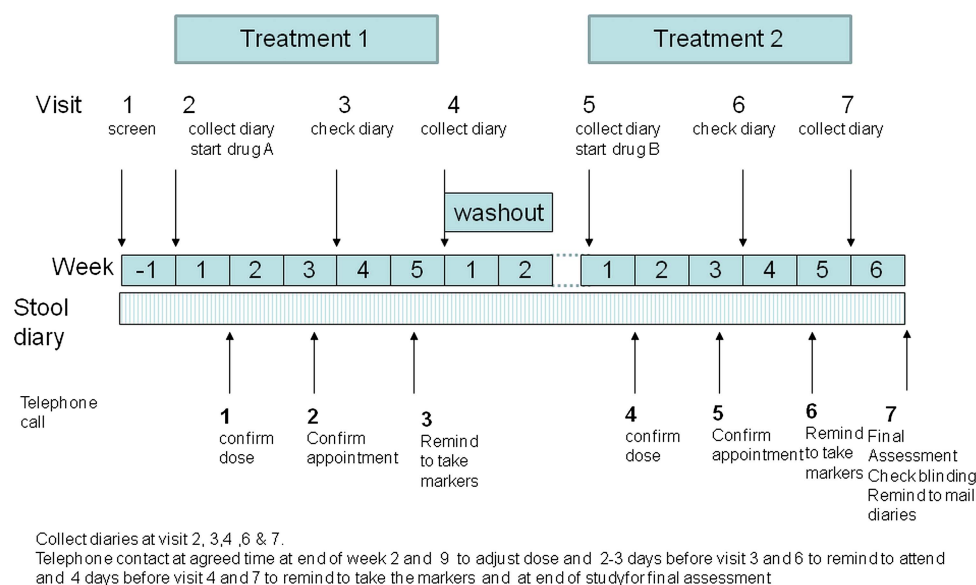 Treatment 1 Treatment 2
Visit 1 2 3 4 5 6 7
screen collect diary check diary collect diary collect diary check diary collect diary
start drug A start drug B
washout
Week -1 1 2 3 4 5 1 2 1 2 3 4 5 6
Stool
diary
Telephone
call
1
confirm
dose
2
Confirm
appointment
3
Remind
to take
markers
4
confirm
dose
5
Confirm
appointment
6
Remind
to take
markers
7
Final
Assessment
Check blinding
Remind to mail
diaries
Collect diaries at visit 2, 3,4 ,6 & 7.
Telephone contact at agreed time at end of week 2 and 9 to adjust dose and 2-3 days before visit 3 and 6 to remind to attend
and 4 days before visit 4 and 7 to remind to take the markers and at end of studyfor final assessment